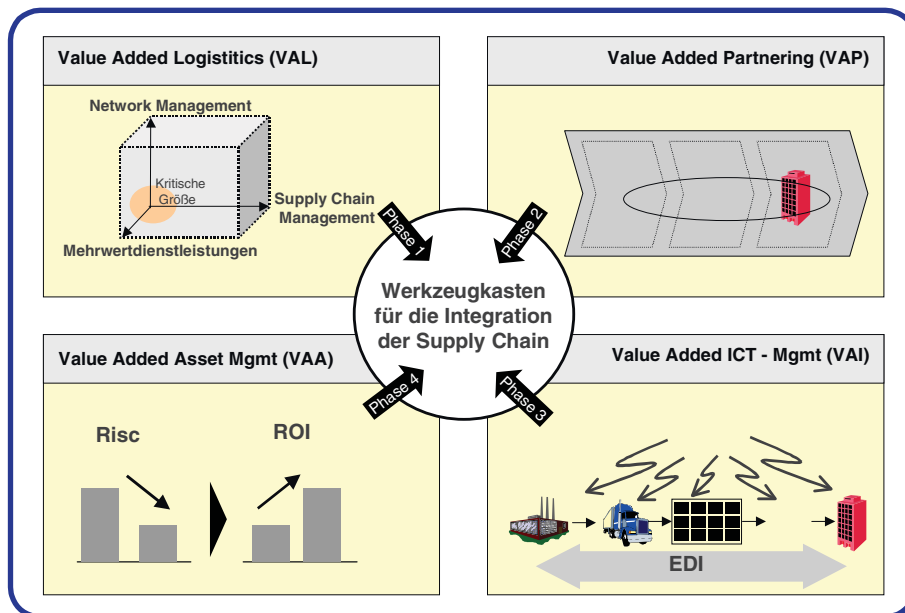 Value Added Logistitics (VAL)
Network Management
Kritische
Größe
Supply Chain
Management
Mehrwertdienstleistungen
Phase 1
Value Added Partnering (VAP)
Phase 2
Werkzeugkasten
für die Integration
der Supply Chain
Value Added Asset Mgmt (VAA)
Phase 4
Risc
ROI
Value Added ICT - Mgmt (VAI)
Phase 3
EDI